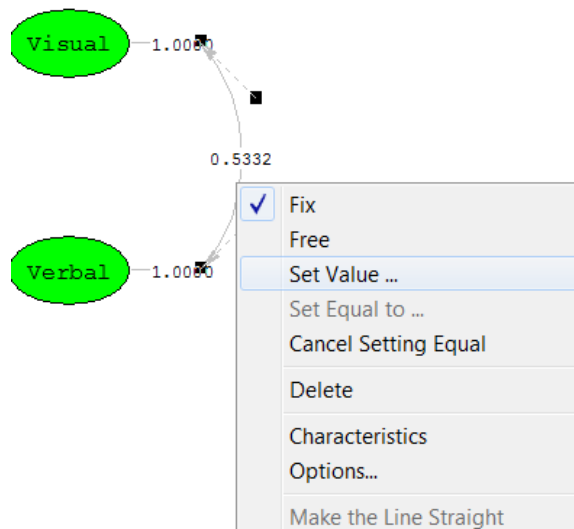 Visual 1.0000
0.5332
Verbal 1.0000
Fix
Free
Set Value ...
Set Equal to ...
Cancel Setting Equal
Delete
Characteristics
Options...
Make the Line Straight